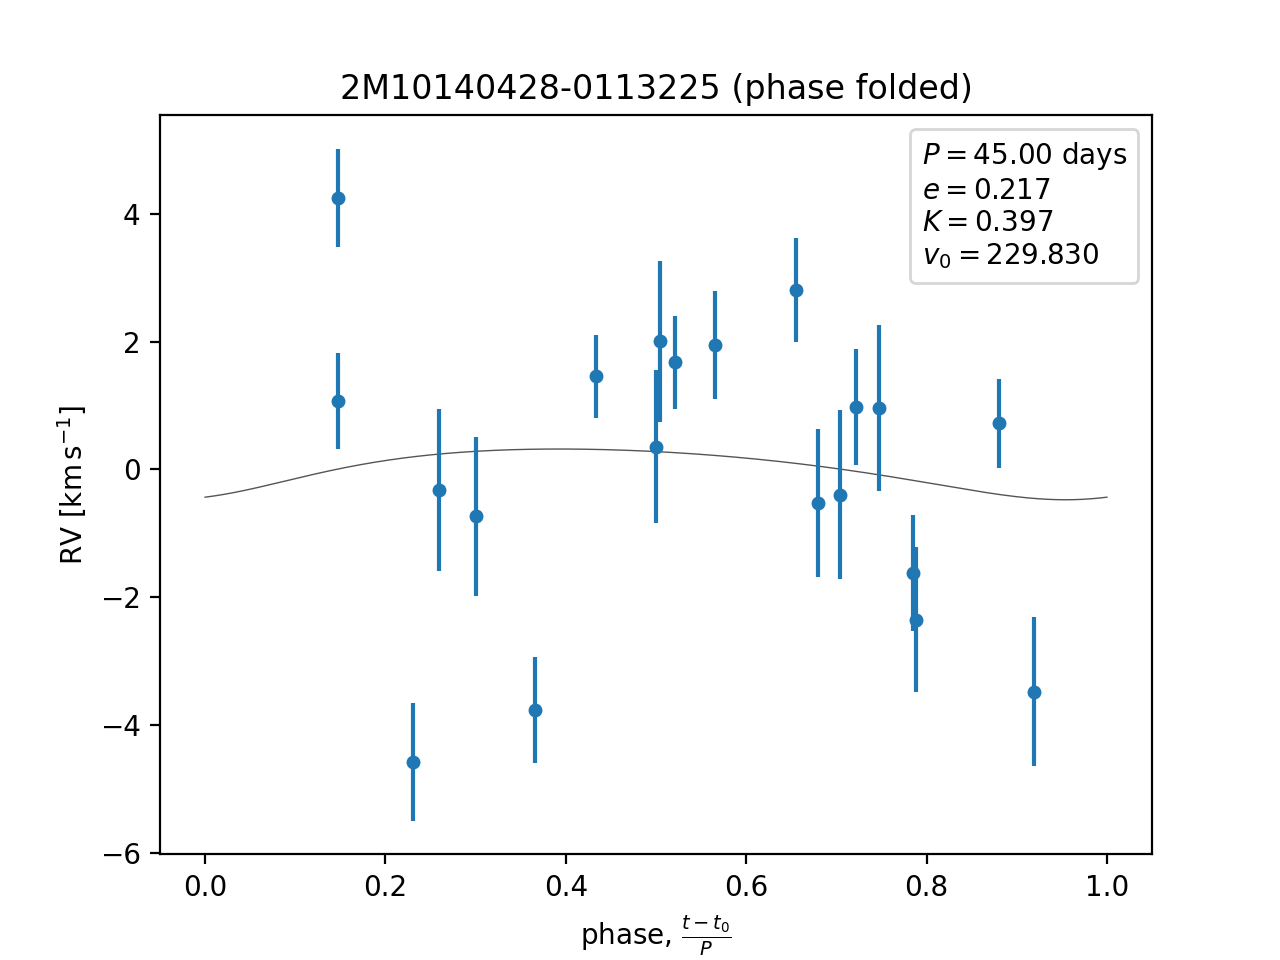 2M10140428-0113225 (phase folded)
P = 45.00 days
e = 0.217
K = 0.397
v₀ = 229.830
RV [km s⁻¹]
4
2
0
−2
−4
−6
0.0 0.2 0.4 0.6 0.8 1.0
phase, (t − t₀)/P